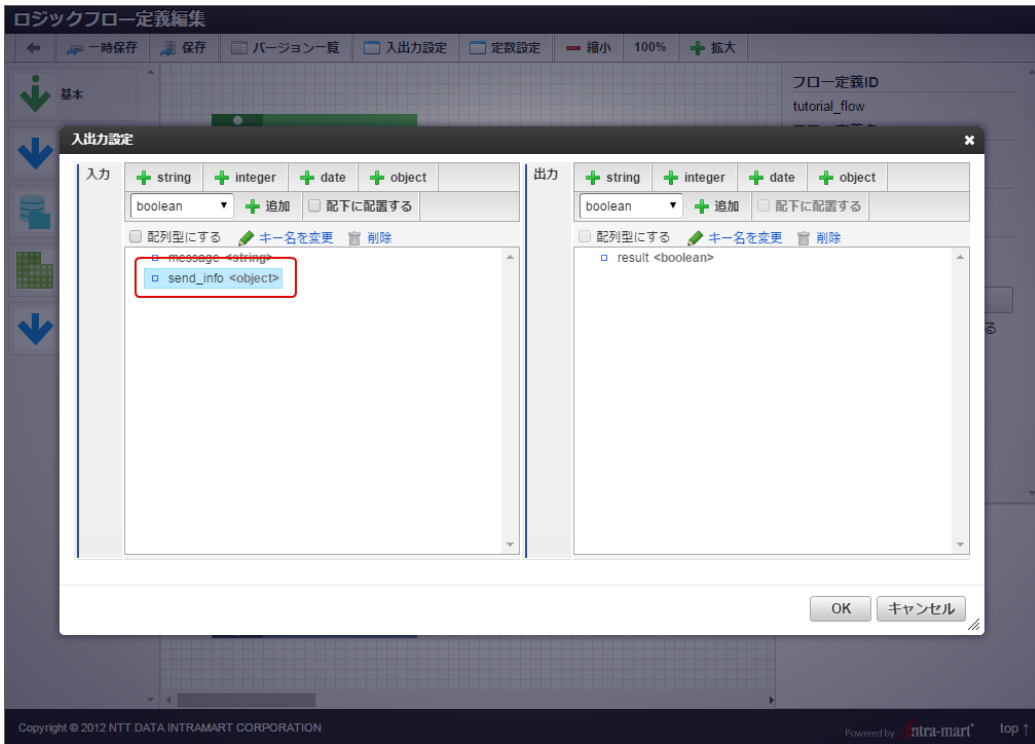 ロジックフロー定義編集
一時保存 保存 バージョン一覧 入出力設定 定数設定 縮小 100% 拡大
基本
フロー定義ID
tutorial_flow
入出力設定
入力 string integer date object
boolean 追加 配下に配置する
配列型にする キー名を変更 削除
message <string>
send_info <object>
出力 string integer date object
boolean 追加 配下に配置する
配列型にする キー名を変更 削除
result <boolean>
る
OK キャンセル
Copyright © 2012 NTT DATA INTRAMART CORPORATION
Powered by intra-mart top ↑